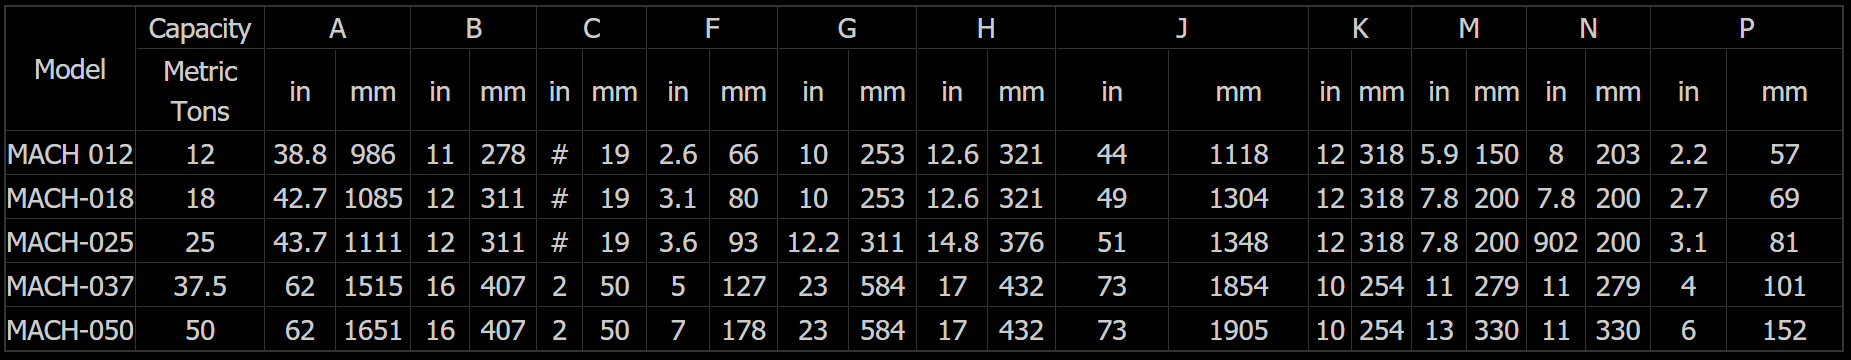 Model Capacity A B C F G H J K M N P
Metric Tons in mm in mm in mm in mm in mm in mm in mm in mm in mm in mm in mm
MACH 012 12 38.8 986 11 278 # 19 2.6 66 10 253 12.6 321 44 1118 12 318 5.9 150 8 203 2.2 57
MACH-018 18 42.7 1085 12 311 # 19 3.1 80 10 253 12.6 321 49 1304 12 318 7.8 200 7.8 200 2.7 69
MACH-025 25 43.7 1111 12 311 # 19 3.6 93 12.2 311 14.8 376 51 1348 12 318 7.8 200 902 200 3.1 81
MACH-037 37.5 62 1515 16 407 2 50 5 127 23 584 17 432 73 1854 10 254 11 279 11 279 4 101
MACH-050 50 62 1651 16 407 2 50 7 178 23 584 17 432 73 1905 10 254 13 330 11 330 6 152